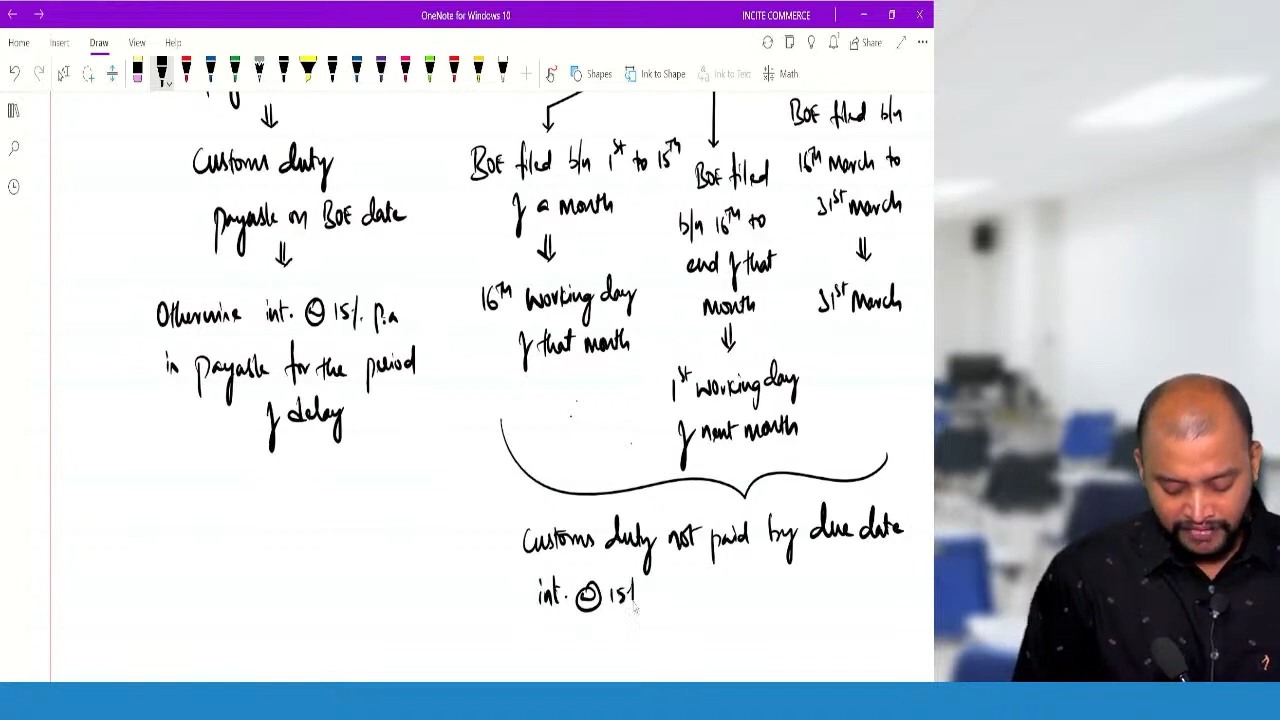 OneNote for Windows 10
INCITE COMMERCE
Home Insert Draw View Help
Share
Shapes Ink to Shape Ink to Text Math
Customs duty
payable on BOE date
Otherwise int. @ 15% p.a
is payable for the period
of delay
BOE filed b/n 1st to 15th
of a month
16th working day
of that month
BOE filed
b/n 16th to
end of that
month
1st working day
of next month
BOE filed b/n
16th March to
31st March
31st March
Customs duty not paid by due date
int. @ 15%